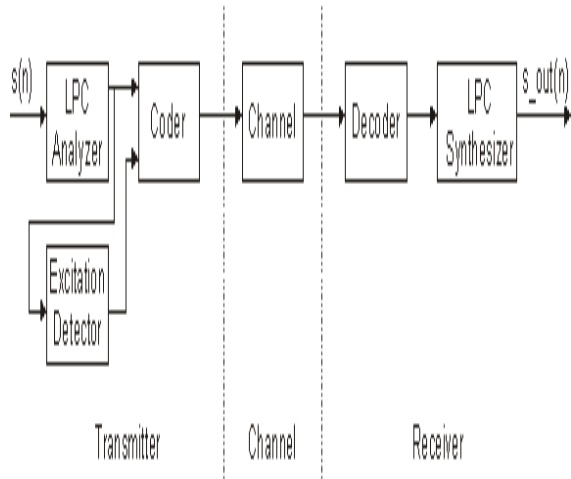 s(n)
LPC
Analyzer
Coder
Channel
Decoder
LPC
Synthesizer
s_out(n)
Excitation
Detector
Transmitter
Channel
Receiver